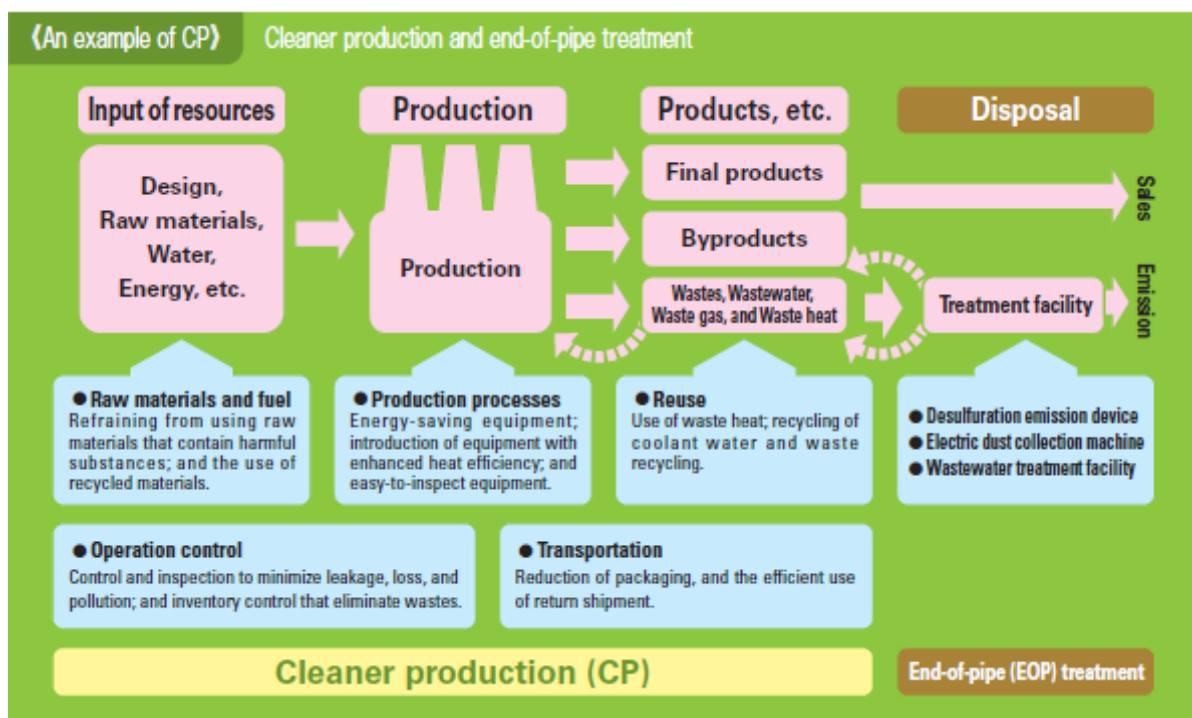 《An example of CP》 Cleaner production and end-of-pipe treatment
Input of resources
Production
Products, etc.
Disposal
Design,
Raw materials,
Water,
Energy, etc.
Production
Final products
Byproducts
Wastes, Wastewater,
Waste gas, and Waste heat
Treatment facility
Sales
Emission
● Raw materials and fuel
Refraining from using raw
materials that contain harmful
substances; and the use of
recycled materials.
● Production processes
Energy-saving equipment;
introduction of equipment with
enhanced heat efficiency; and
easy-to-inspect equipment.
● Reuse
Use of waste heat; recycling of
coolant water and waste
recycling.
● Desulfuration emission device
● Electric dust collection machine
● Wastewater treatment facility
● Operation control
Control and inspection to minimize leakage, loss, and
pollution; and inventory control that eliminate wastes.
● Transportation
Reduction of packaging, and the efficient use
of return shipment.
Cleaner production (CP)
End-of-pipe (EOP) treatment